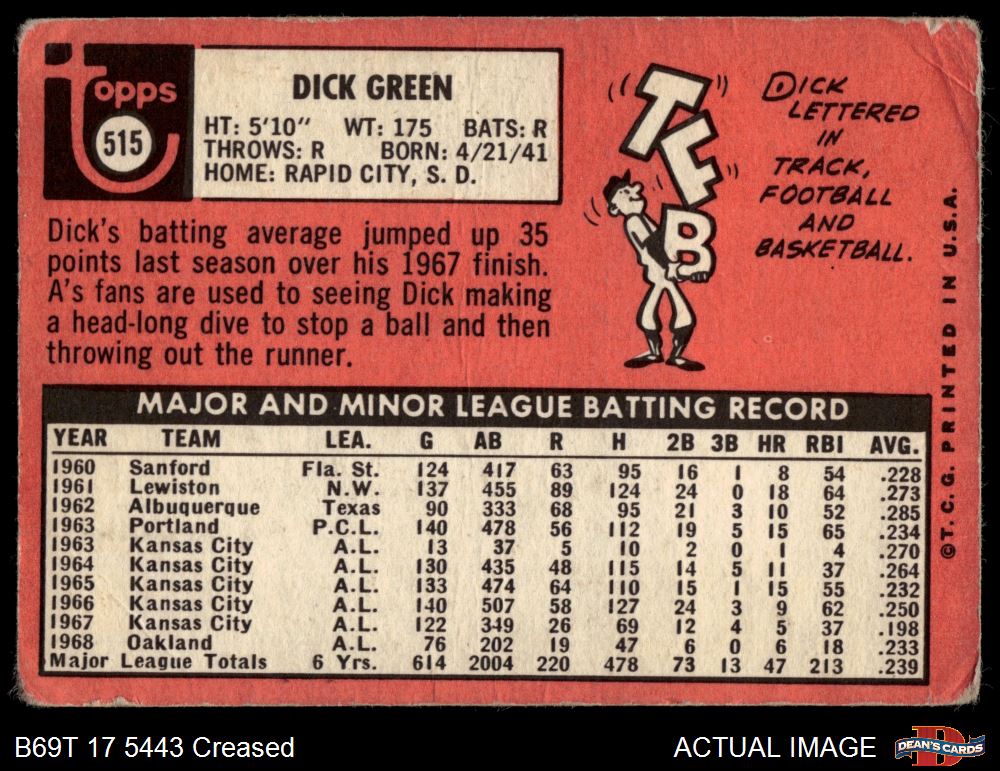 Topps
515
DICK GREEN
HT: 5'10" WT: 175 BATS: R
THROWS: R BORN: 4/21/41
HOME: RAPID CITY, S. D.
Dick's batting average jumped up 35
points last season over his 1967 finish.
A's fans are used to seeing Dick making
a head-long dive to stop a ball and then
throwing out the runner.
T
F
B
DICK
LETTERED
IN
TRACK,
FOOTBALL
AND
BASKETBALL.
©T. C. G. PRINTED IN U.S.A.
MAJOR AND MINOR LEAGUE BATTING RECORD
YEAR TEAM LEA. G AB R H 2B 3B HR RBI AVG.
1960 Sanford Fla. St. 124 417 63 95 16 1 8 54 .228
1961 Lewiston N.W. 137 455 89 124 24 0 18 64 .273
1962 Albuquerque Texas 90 333 68 95 21 3 10 52 .285
1963 Portland P.C.L. 140 478 56 112 19 5 15 65 .234
1963 Kansas City A.L. 13 37 5 10 2 0 1 4 .270
1964 Kansas City A.L. 130 435 48 115 14 5 11 37 .264
1965 Kansas City A.L. 133 474 64 110 15 1 15 55 .232
1966 Kansas City A.L. 140 507 58 127 24 3 9 62 .250
1967 Kansas City A.L. 122 349 26 69 12 4 5 37 .198
1968 Oakland A.L. 76 202 19 47 6 0 6 18 .233
Major League Totals 6 Yrs. 614 2004 220 478 73 13 47 213 .239
B69T 17 5443 Creased
ACTUAL IMAGE
DEAN'S CARDS